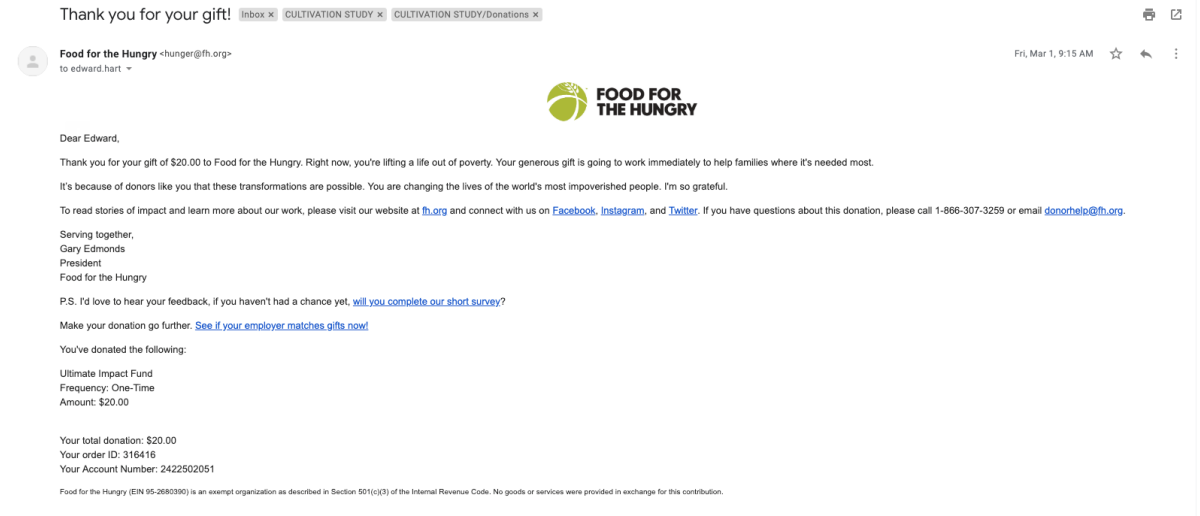 Thank you for your gift! Inbox x CULTIVATION STUDY x CULTIVATION STUDY/Donations x
Food for the Hungry <hunger@fh.org> Fri, Mar 1, 9:15 AM
to edward.hart
FOOD FOR
THE HUNGRY
Dear Edward,
Thank you for your gift of $20.00 to Food for the Hungry. Right now, you're lifting a life out of poverty. Your generous gift is going to work immediately to help families where it's needed most.
It's because of donors like you that these transformations are possible. You are changing the lives of the world's most impoverished people. I'm so grateful.
To read stories of impact and learn more about our work, please visit our website at fh.org and connect with us on Facebook, Instagram, and Twitter. If you have questions about this donation, please call 1-866-307-3259 or email donorhelp@fh.org.
Serving together,
Gary Edmonds
President
Food for the Hungry
P.S. I'd love to hear your feedback, if you haven't had a chance yet, will you complete our short survey?
Make your donation go further. See if your employer matches gifts now!
You've donated the following:
Ultimate Impact Fund
Frequency: One-Time
Amount: $20.00
Your total donation: $20.00
Your order ID: 316416
Your Account Number: 2422502051
Food for the Hungry (EIN 95-2680390) is an exempt organization as described in Section 501(c)(3) of the Internal Revenue Code. No goods or services were provided in exchange for this contribution.